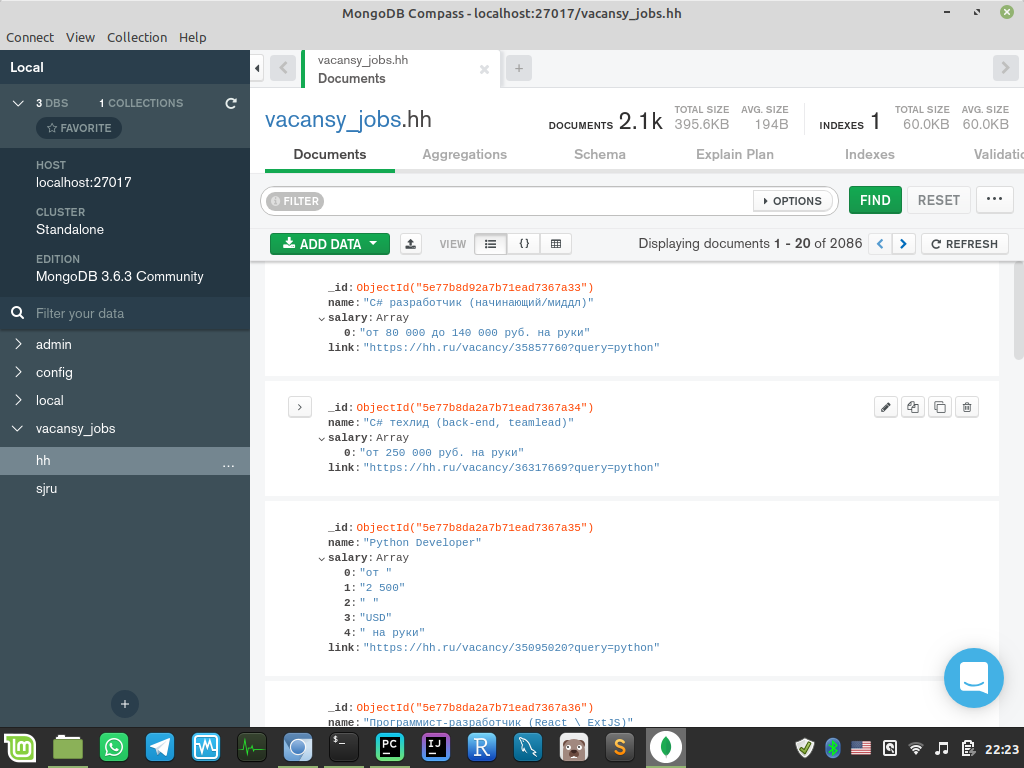 MongoDB Compass - localhost:27017/vacansy_jobs.hh
Connect View Collection Help
Local
3 DBS 1 COLLECTIONS
FAVORITE
HOST
localhost:27017
CLUSTER
Standalone
EDITION
MongoDB 3.6.3 Community
Filter your data
admin
config
local
vacansy_jobs
hh ...
sjru
+
vacansy_jobs.hh
Documents
+
vacansy_jobs.hh
DOCUMENTS 2.1k
TOTAL SIZE 395.6KB
AVG. SIZE 194B
INDEXES 1
TOTAL SIZE 60.0KB
AVG. SIZE 60.0KB
Documents Aggregations Schema Explain Plan Indexes Validatio
FILTER OPTIONS FIND RESET ...
ADD DATA VIEW {} Displaying documents 1 - 20 of 2086 < > REFRESH
_id: ObjectId("5e77b8d92a7b71ead7367a33")
name: "C# разработчик (начинающий/миддл)"
salary: Array
0: "от 80 000 до 140 000 руб. на руки"
link: "https://hh.ru/vacancy/35857760?query=python"
_id: ObjectId("5e77b8da2a7b71ead7367a34")
name: "C# техлид (back-end, teamlead)"
salary: Array
0: "от 250 000 руб. на руки"
link: "https://hh.ru/vacancy/36317669?query=python"
_id: ObjectId("5e77b8da2a7b71ead7367a35")
name: "Python Developer"
salary: Array
0: "от "
1: "2 500"
2: " "
3: "USD"
4: " на руки"
link: "https://hh.ru/vacancy/35095020?query=python"
_id: ObjectId("5e77b8da2a7b71ead7367a36")
name: "Программист-разработчик (React \ ExtJS)"
PC IJ R S 22:23